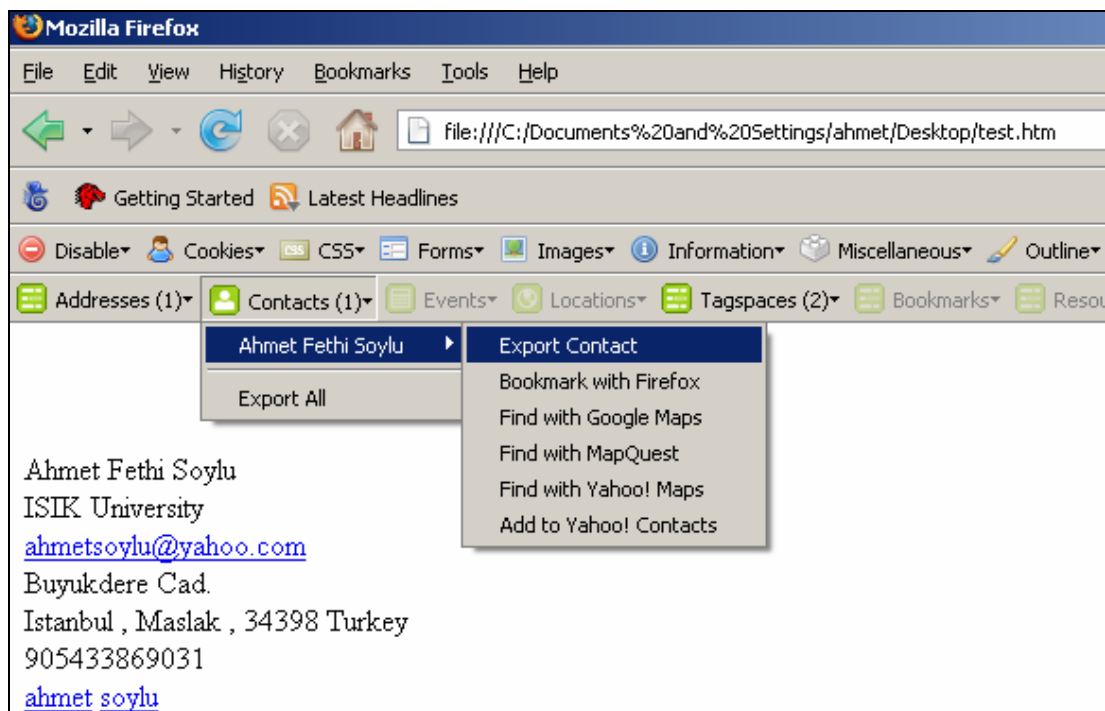 Mozilla Firefox
File Edit View History Bookmarks Tools Help
file:///C:/Documents%20and%20Settings/ahmet/Desktop/test.htm
Getting Started Latest Headlines
Disable Cookies CSS CSS Forms Images Information Miscellaneous Outline
Addresses (1) Contacts (1) Events Locations Tagspaces (2) Bookmarks Resou
Ahmet Fethi Soylu
Export All
Export Contact
Bookmark with Firefox
Find with Google Maps
Find with MapQuest
Find with Yahoo! Maps
Add to Yahoo! Contacts
Ahmet Fethi Soylu
ISIK University
ahmetsoylu@yahoo.com
Buyukdere Cad.
Istanbul , Maslak , 34398 Turkey
905433869031
ahmet soylu